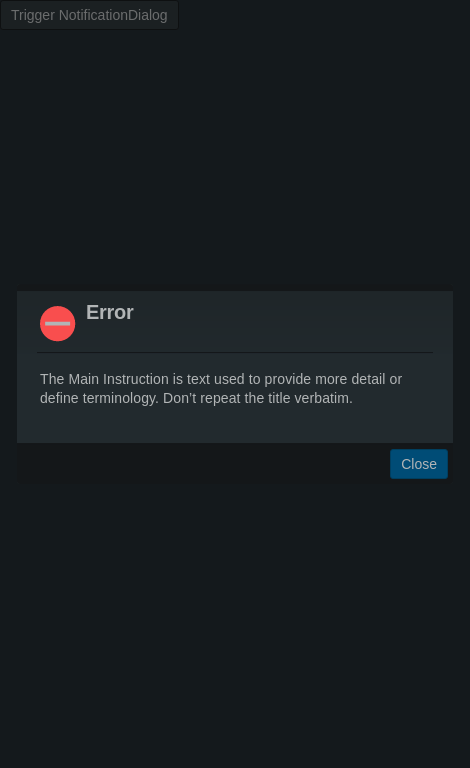 Trigger NotificationDialog
Error
The Main Instruction is text used to provide more detail or
define terminology. Don’t repeat the title verbatim.
Close